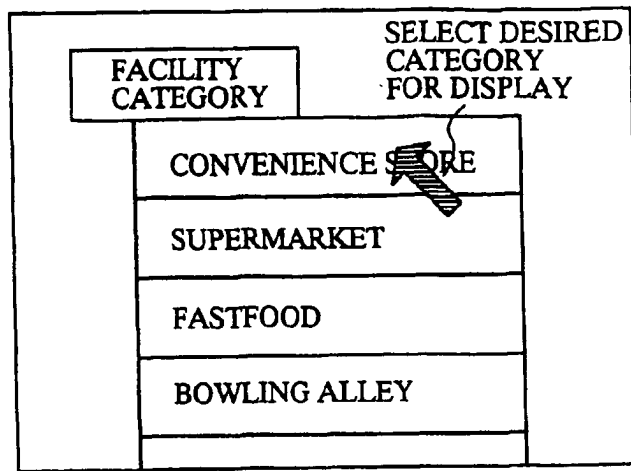 SELECT DESIRED
CATEGORY
FOR DISPLAY
FACILITY
CATEGORY
CONVENIENCE STORE
SUPERMARKET
FASTFOOD
BOWLING ALLEY